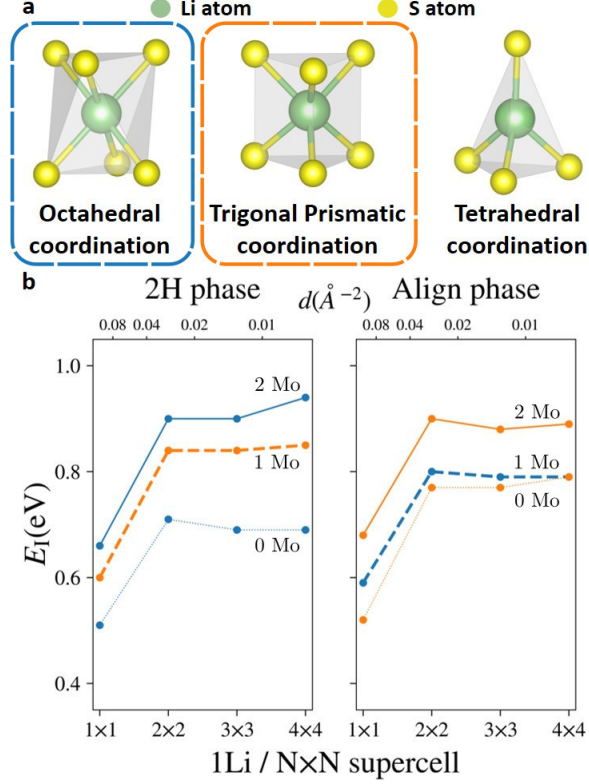 a
Li atom
S atom
Octahedral
coordination
Trigonal Prismatic
coordination
Tetrahedral
coordination
b
2H phase
d(Å⁻²)
Align phase
0.08 0.04 0.02 0.01
0.08 0.04 0.02 0.01
1.0
0.8
0.6
0.4
E_I(eV)
2 Mo
1 Mo
0 Mo
2 Mo
1 Mo
0 Mo
1×1 2×2 3×3 4×4
1×1 2×2 3×3 4×4
1Li / N×N supercell